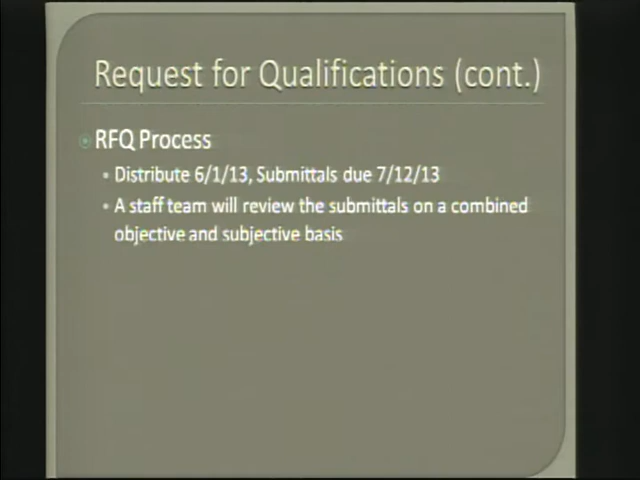 Request for Qualifications (cont.)
RFQ Process
Distribute 6/1/13, Submittals due 7/12/13
A staff team will review the submittals on a combined
objective and subjective basis